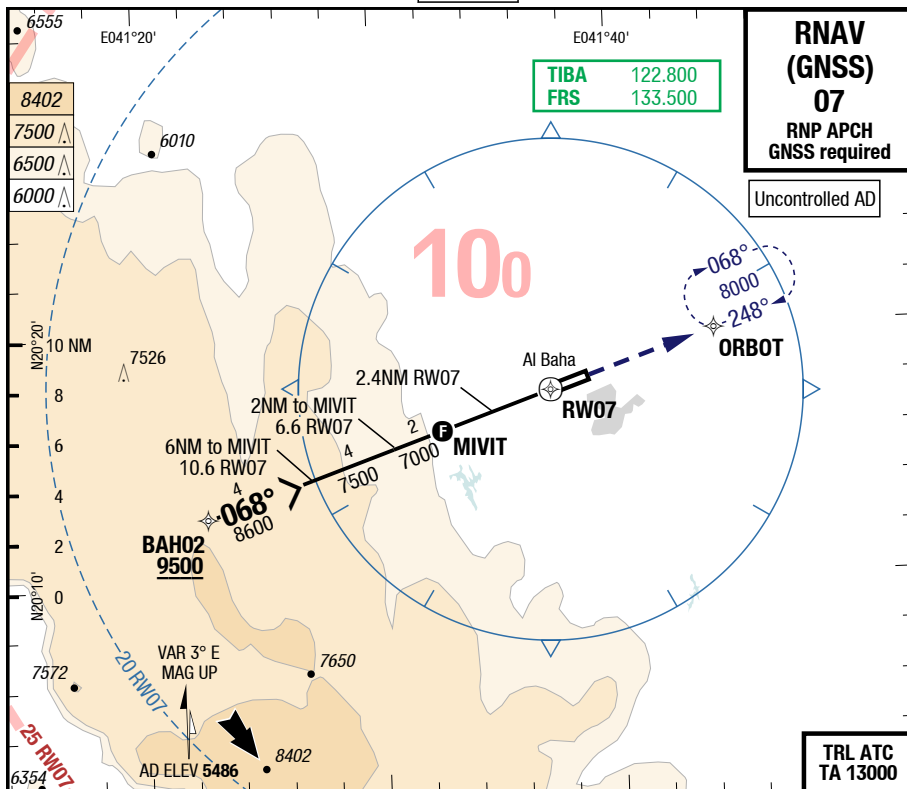 6555
E041°20'
E041°40'
RNAV
(GNSS)
07
RNP APCH
GNSS required
TIBA 122.800
FRS 133.500
8402
7500
6500
6000
6010
Uncontrolled AD
100
068°
8000
248°
ORBOT
N20°20'
10 NM
7526
Al Baha
2.4NM RW07
RW07
8
2NM to MIVIT
6.6 RW07
2
F
MIVIT
6
6NM to MIVIT
10.6 RW07
4
7000
7500
4
4
068°
8600
BAH02
9500
2
N20°10'
0
VAR 3° E
MAG UP
7650
7572
20 RW07
25 RW07
8402
AD ELEV 5486
6354
TRL ATC
TA 13000